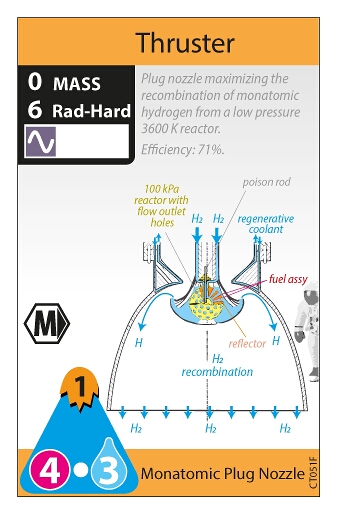 Thruster
0 MASS
6 Rad-Hard
Plug nozzle maximizing the
recombination of monatomic
hydrogen from a low pressure
3600 K reactor.
Efficiency: 71%.
100 kPa
reactor with
flow outlet
holes
poison rod
H₂ H₂
regenerative
coolant
fuel assy
reflector
H H
H₂
recombination
H₂ H₂ H₂
M
1
4 • 3
Monatomic Plug Nozzle
CT051F